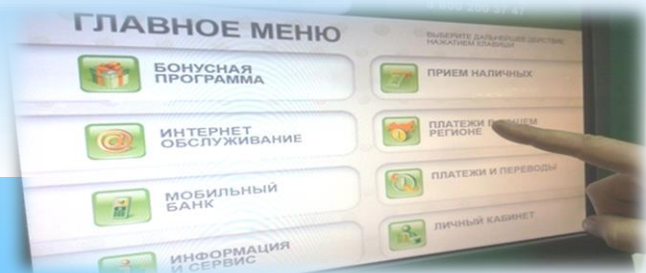 ГЛАВНОЕ МЕНЮ
ВЫБЕРИТЕ ДАЛЬНЕЙШЕЕ ДЕЙСТВИЕ
НАЖАТИЕМ КЛАВИШИ
БОНУСНАЯ
ПРОГРАММА
ПРИЕМ НАЛИЧНЫХ
ИНТЕРНЕТ
ОБСЛУЖИВАНИЕ
ПЛАТЕЖИ В
РЕГИОНЕ
МОБИЛЬНЫЙ
БАНК
ПЛАТЕЖИ И ПЕРЕВОДЫ
ИНФОРМАЦИЯ
И СЕРВИС
ЛИЧНЫЙ КАБИНЕТ